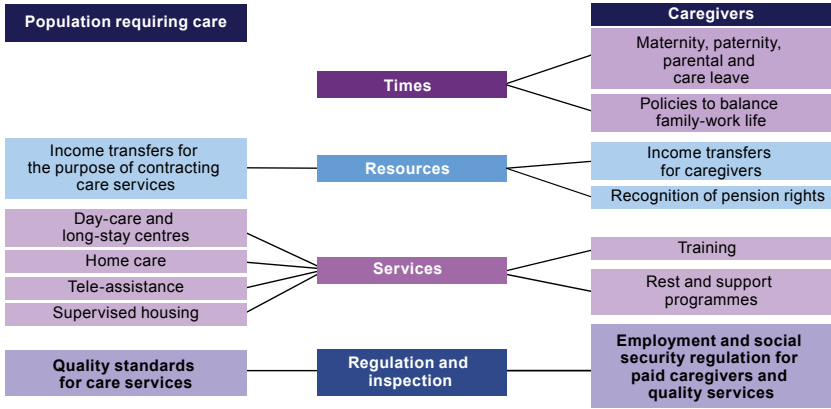 Population requiring care
Caregivers
Times
Maternity, paternity,
parental and
care leave
Policies to balance
family-work life
Income transfers for
the purpose of contracting
care services
Resources
Income transfers
for caregivers
Recognition of pension rights
Day-care and
long-stay centres
Home care
Tele-assistance
Supervised housing
Services
Training
Rest and support
programmes
Quality standards
for care services
Regulation and
inspection
Employment and social
security regulation for
paid caregivers and
quality services